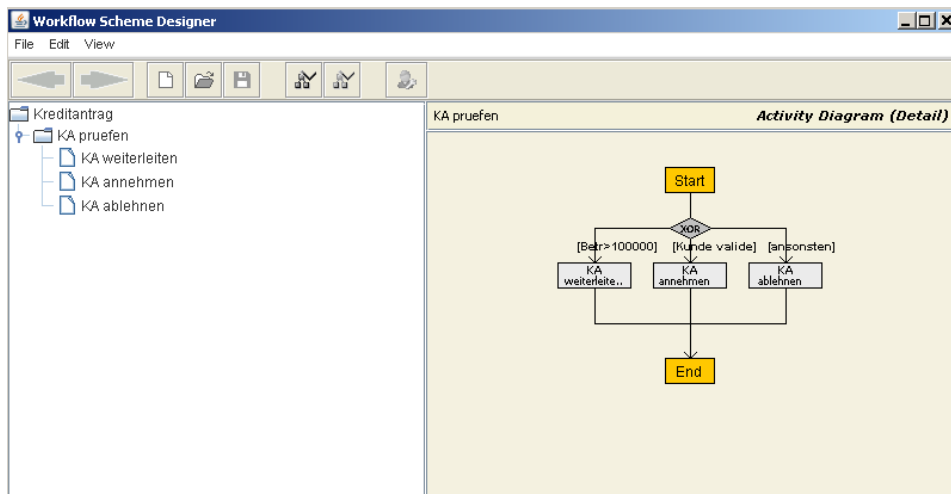 Workflow Scheme Designer
File Edit View
Kreditantrag
KA pruefen
KA weiterleiten
KA annehmen
KA ablehnen
KA pruefen
Activity Diagram (Detail)
Start
XOR
[Betr>100000] [Kunde valide] [ansonsten]
KA
weiterleite..
KA
annehmen
KA
ablehnen
End